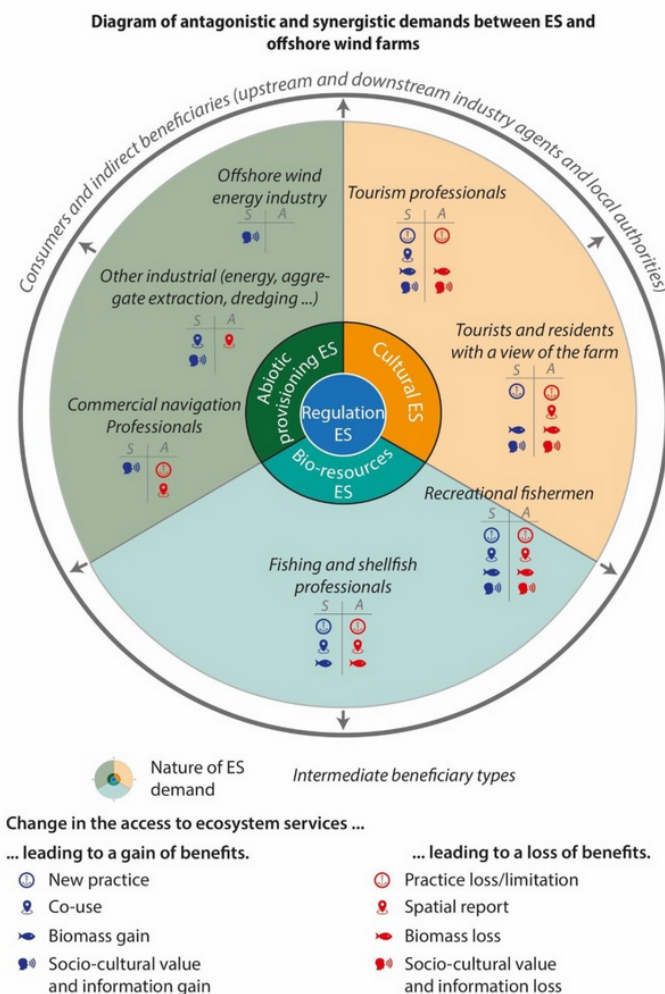 Diagram of antagonistic and synergistic demands between ES and
offshore wind farms
Consumers and indirect beneficiaries (upstream and downstream industry agents and local authorities)
Offshore wind
energy industry
S A
Tourism professionals
S A
Other industrial (energy, aggre-
gate extraction, dredging ...)
S A
Tourists and residents
with a view of the farm
S A
Abiotic
provisioning ES
Cultural ES
Regulation
ES
Bio-resources
ES
Commercial navigation
Professionals
S A
Recreational fishermen
S A
Fishing and shellfish
professionals
S A
Nature of ES
demand
Intermediate beneficiary types
Change in the access to ecosystem services ...
... leading to a gain of benefits.
New practice
Co-use
Biomass gain
Socio-cultural value
and information gain
... leading to a loss of benefits.
Practice loss/limitation
Spatial report
Biomass loss
Socio-cultural value
and information loss